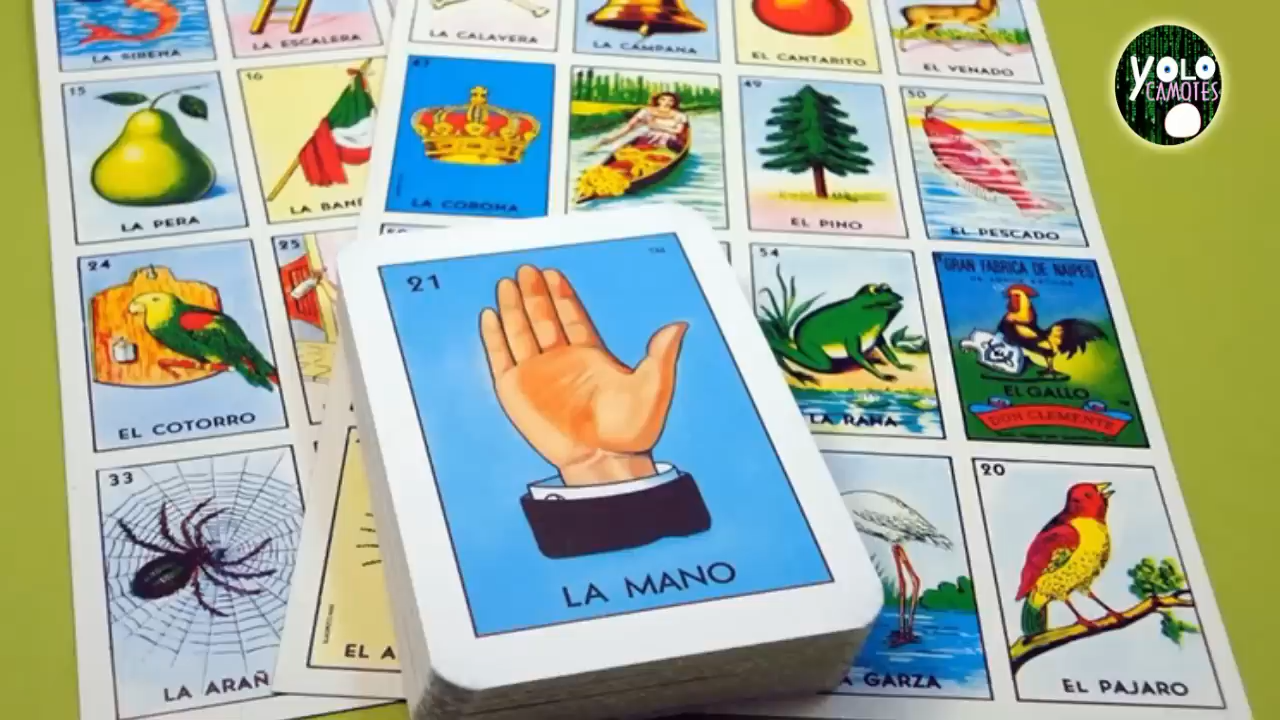 LA SIRENA
LA ESCALERA
LA CALAVERA
LA CAMPANA
EL CANTARITO
EL VENADO
YOLO
CAMOTES
15
LA PERA
16
LA BAN
LA CORONA
49
EL PINO
50
EL PESCADO
24
EL COTORRO
25
21
LA MANO
54
LA RANA
GRAN FABRICA DE NAIPES
EL GALLO
DON CLEMENTE
33
LA ARAÑ
EL A
A GARZA
20
EL PAJARO